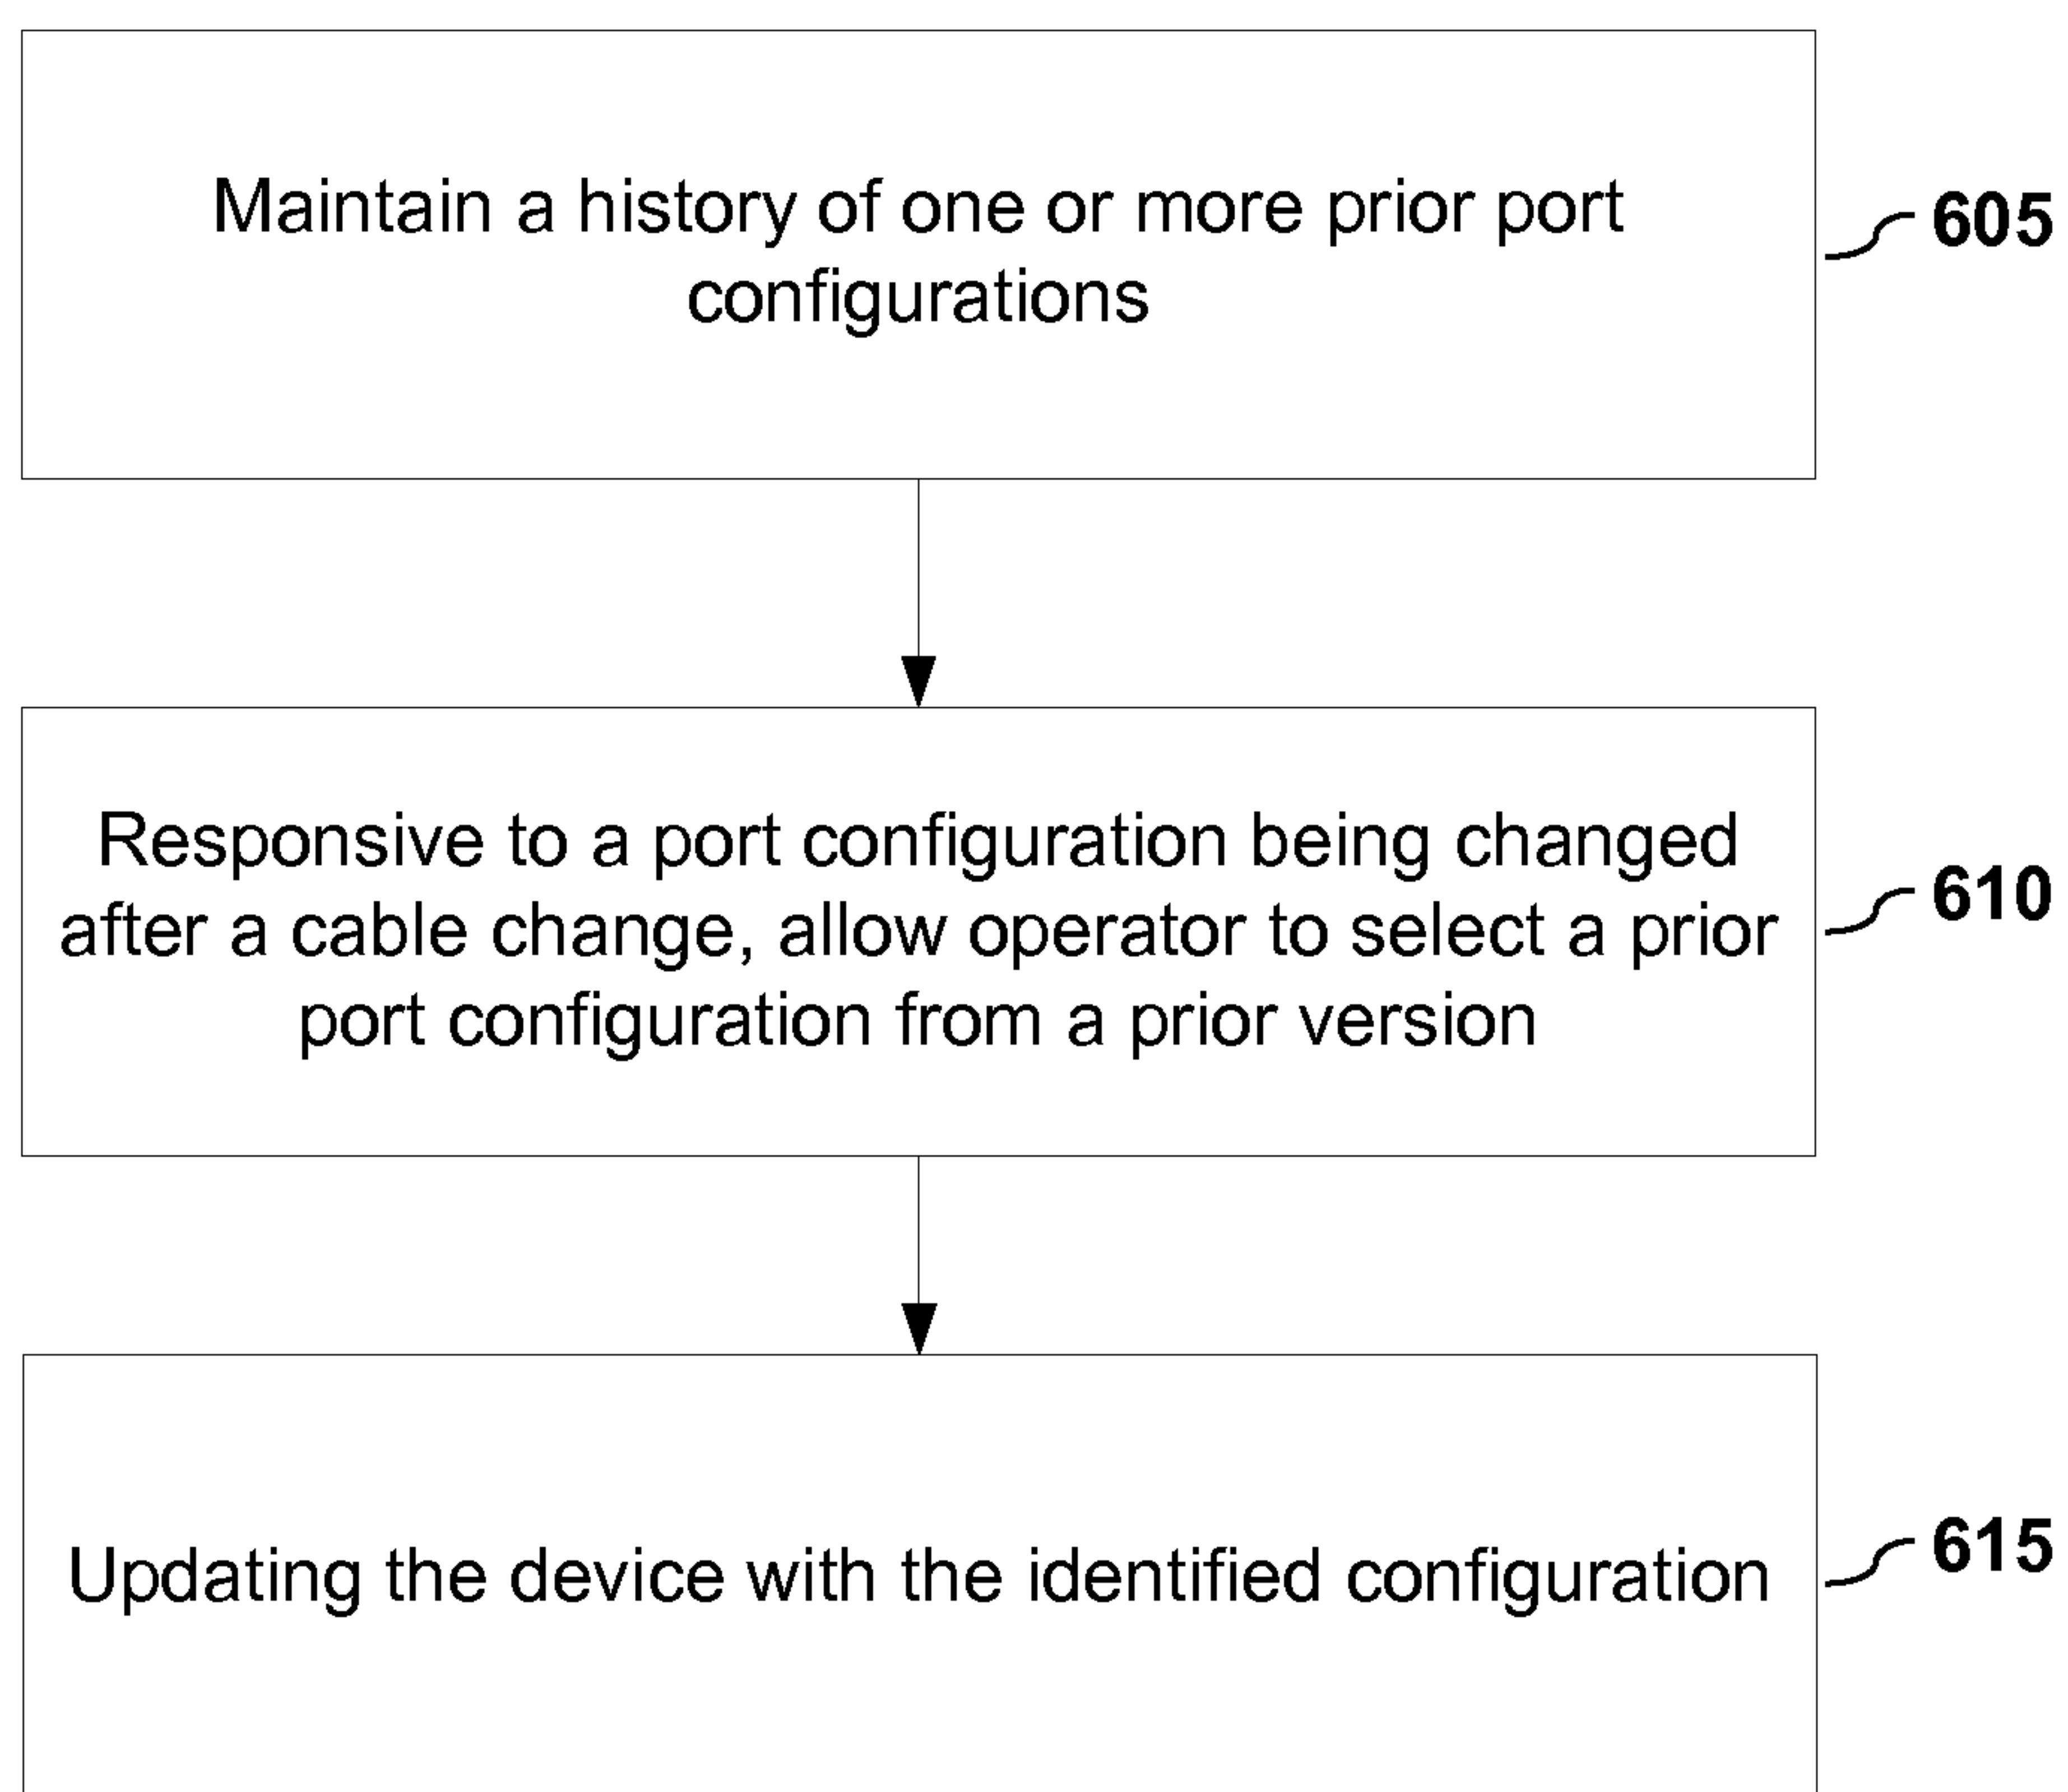 Maintain a history of one or more prior port
configurations
605
Responsive to a port configuration being changed
after a cable change, allow operator to select a prior
port configuration from a prior version
610
Updating the device with the identified configuration
615